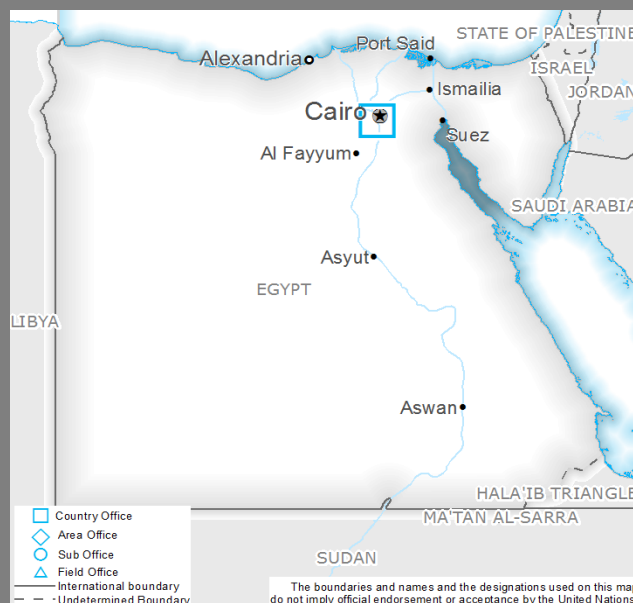 STATE OF PALESTINE
Port Said
Alexandria
ISRAEL
Ismailia
JORDAN
Cairo
Suez
Al Fayyum
SAUDI ARABIA
Asyut
EGYPT
LIBYA
Aswan
HALA'IB TRIANGLE
MA'TAN AL-SARRA
SUDAN
Country Office
Area Office
Sub Office
Field Office
International boundary
Undetermined Boundary
The boundaries and names and the designations used on this map
do not imply official endorsement or acceptance by the United Nations